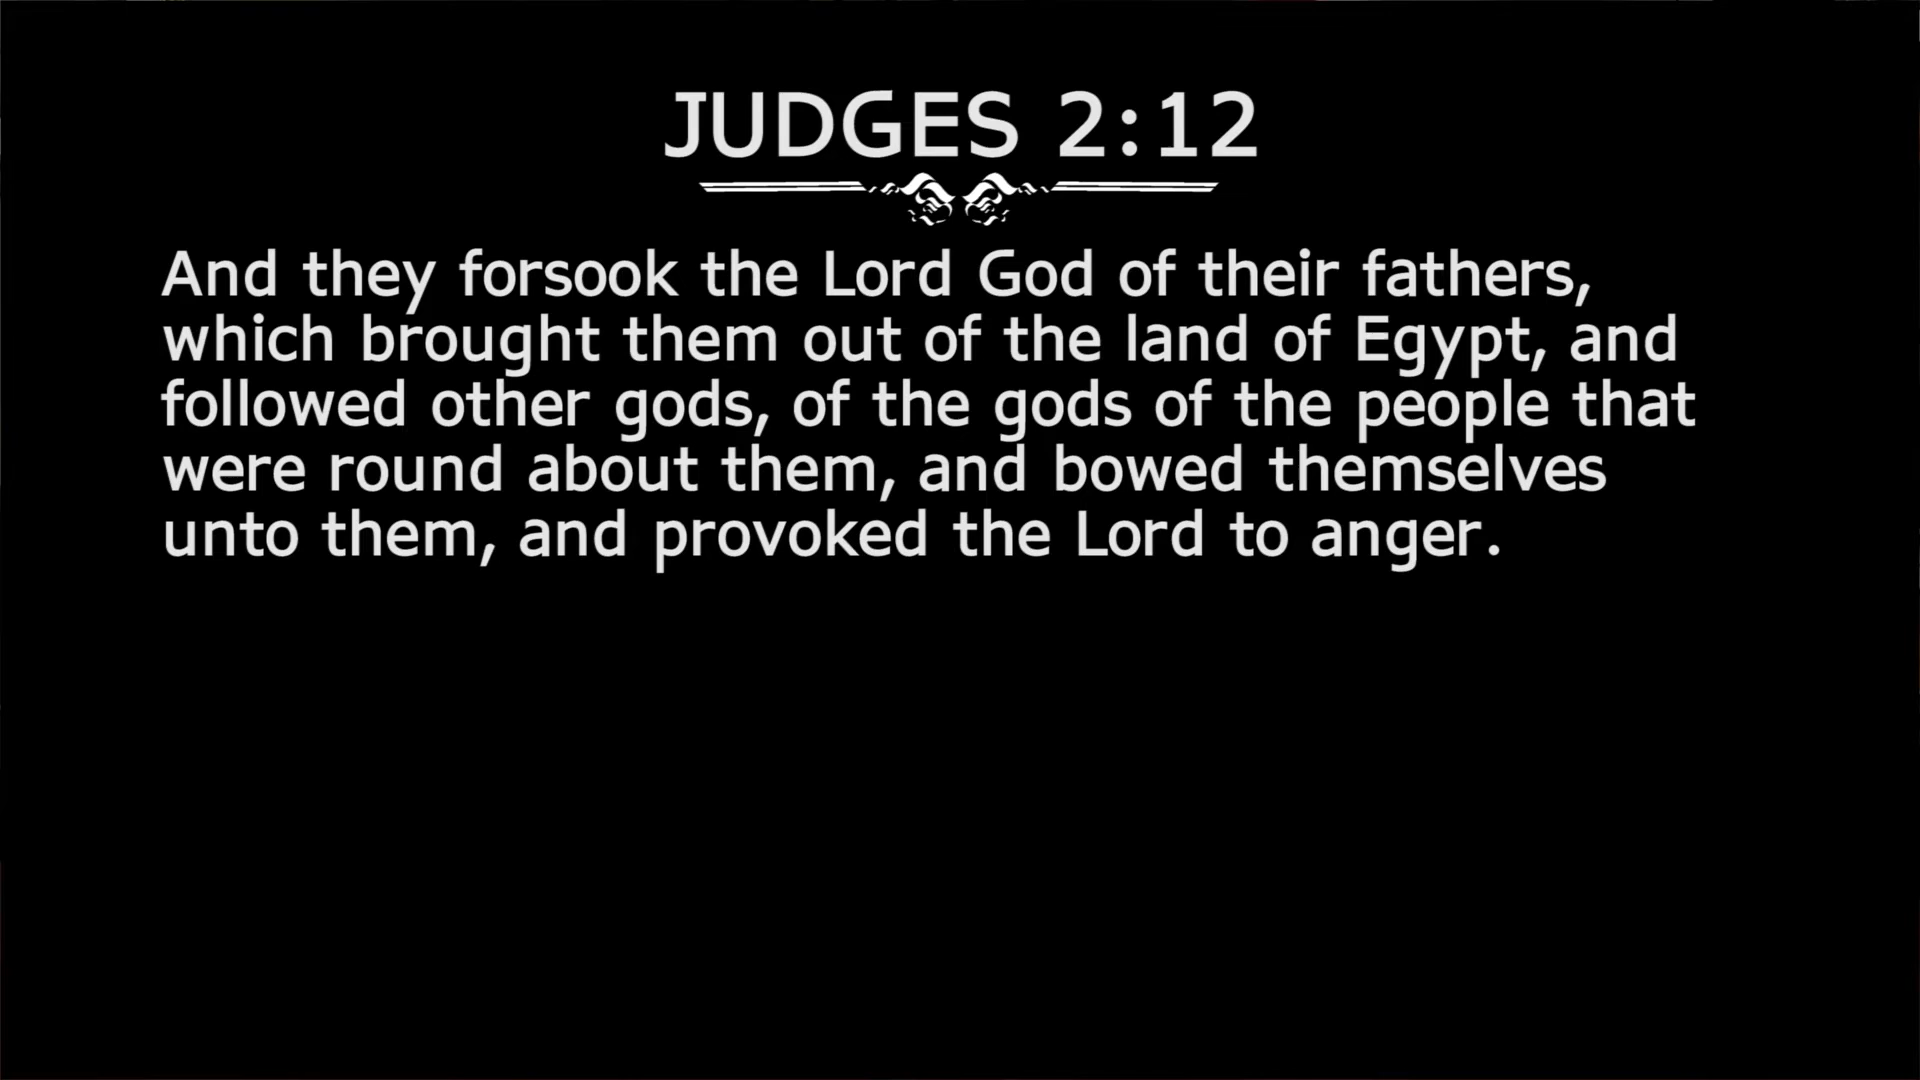 JUDGES 2:12
And they forsook the Lord God of their fathers,
which brought them out of the land of Egypt, and
followed other gods, of the gods of the people that
were round about them, and bowed themselves
unto them, and provoked the Lord to anger.